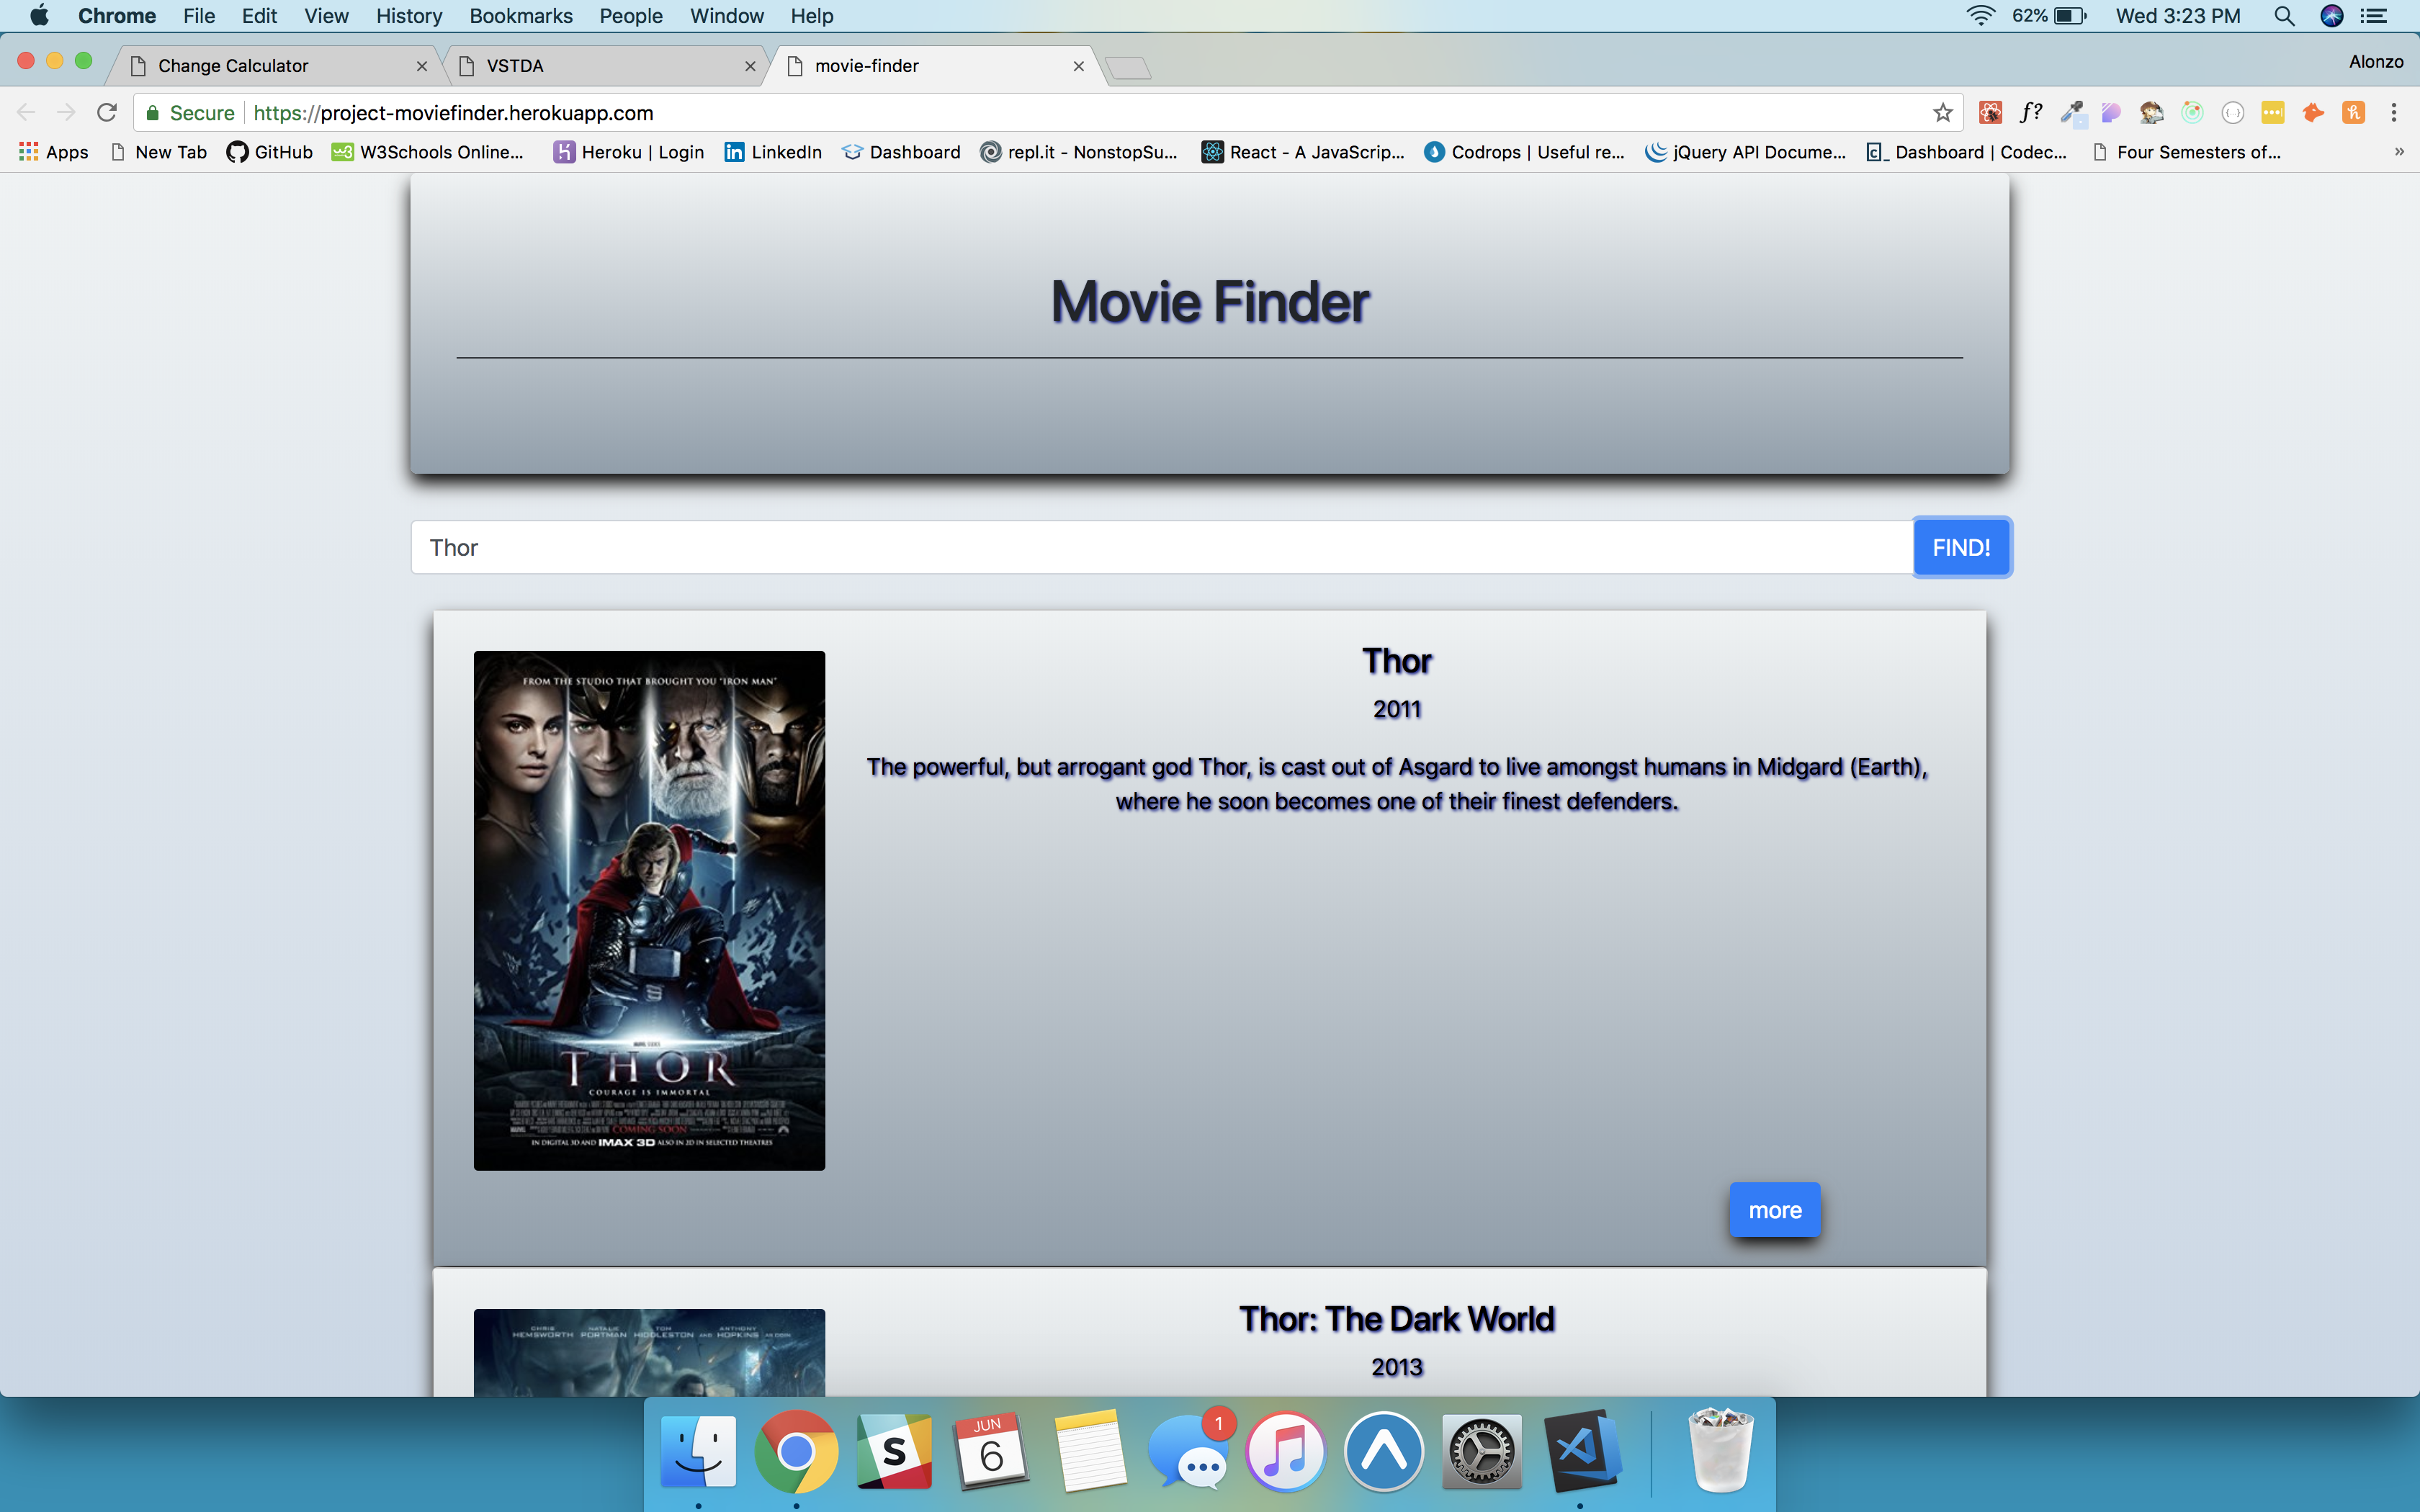 Chrome File Edit View History Bookmarks People Window Help 62% Wed 3:23 PM
Change Calculator VSTDA movie-finder Alonzo
Secure https://project-moviefinder.herokuapp.com f?
Apps New Tab GitHub W3Schools Online... Heroku | Login LinkedIn Dashboard repl.it - NonstopSu... React - A JavaScrip... Codrops | Useful re... jQuery API Docume... Dashboard | Codec... Four Semesters of... »
Movie Finder
Thor FIND!
FROM THE STUDIO THAT BROUGHT YOU "IRON MAN"
THOR
COURAGE IS IMMORTAL
COMING SOON
IN DIGITAL 3D AND IMAX 3D ALSO IN 2D IN SELECTED THEATRES
Thor
2011
The powerful, but arrogant god Thor, is cast out of Asgard to live amongst humans in Midgard (Earth),
where he soon becomes one of their finest defenders.
more
CHRIS HEMSWORTH NATALIE PORTMAN TOM HIDDLESTON AND ANTHONY HOPKINS AS ODIN
Thor: The Dark World
2013
S
JUN
6
1